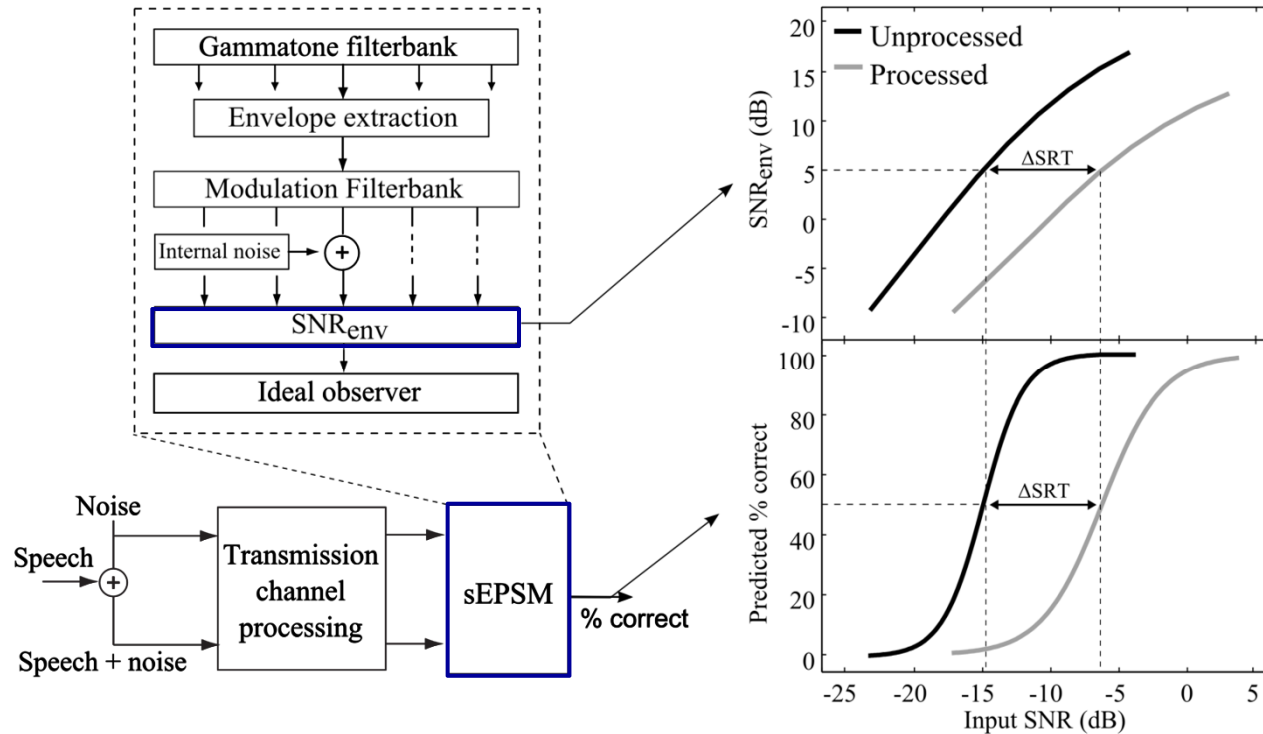 Gammatone filterbank
Envelope extraction
Modulation Filterbank
Internal noise
+
SNRenv
Ideal observer
Noise
Speech
+
Speech + noise
Transmission
channel
processing
sEPSM
% correct
Unprocessed
Processed
SNRenv (dB)
20
15
10
5
0
-5
-10
ΔSRT
Predicted % correct
100
80
60
40
20
0
ΔSRT
-25 -20 -15 -10 -5 0 5
Input SNR (dB)